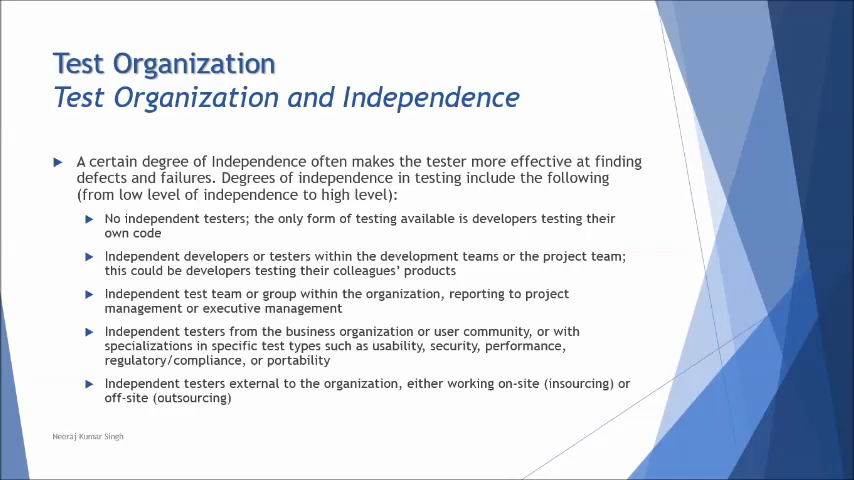 Test Organization
Test Organization and Independence
A certain degree of Independence often makes the tester more effective at finding
defects and failures. Degrees of independence in testing include the following
(from low level of independence to high level):
No independent testers; the only form of testing available is developers testing their
own code
Independent developers or testers within the development teams or the project team;
this could be developers testing their colleagues’ products
Independent test team or group within the organization, reporting to project
management or executive management
Independent testers from the business organization or user community, or with
specializations in specific test types such as usability, security, performance,
regulatory/compliance, or portability
Independent testers external to the organization, either working on-site (insourcing) or
off-site (outsourcing)
Neeraj Kumar Singh